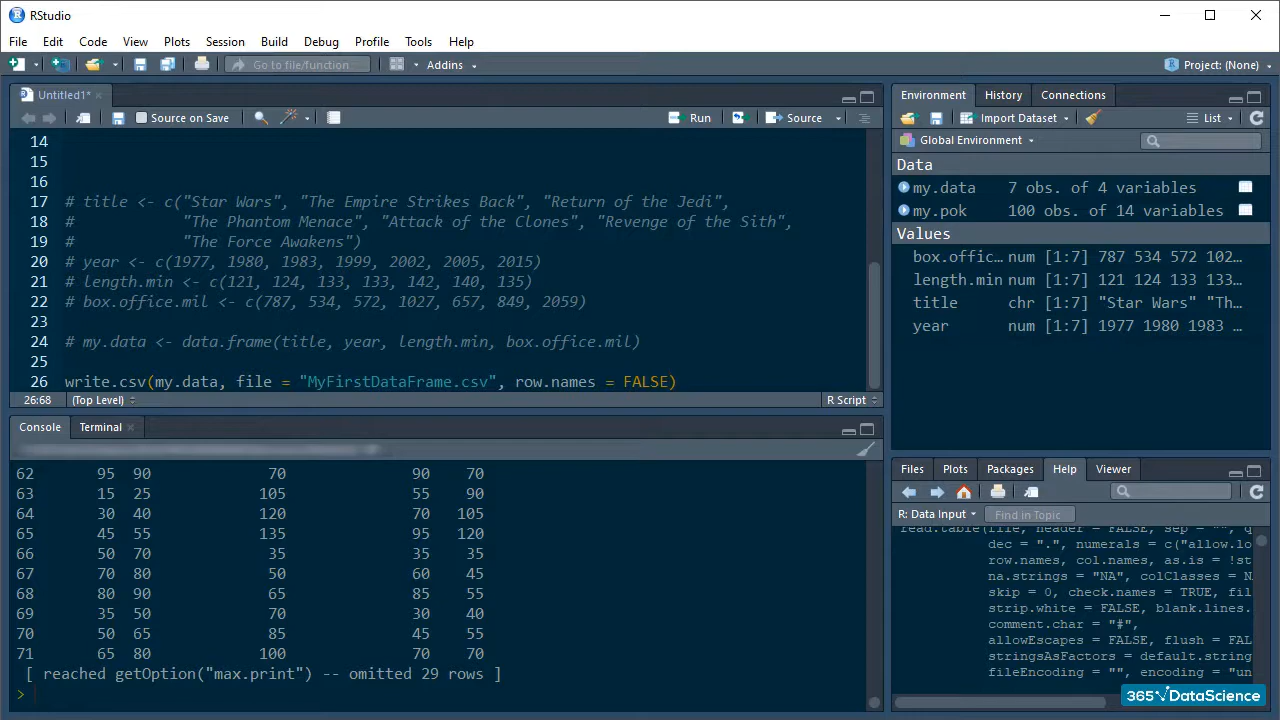 RStudio
File Edit Code View Plots Session Build Debug Profile Tools Help
Go to file/function Addins Project: (None)
Untitled1*
Source on Save Run Source
14
15
16
17 # title <- c("Star Wars", "The Empire Strikes Back", "Return of the Jedi",
18 # "The Phantom Menace", "Attack of the Clones", "Revenge of the Sith",
19 # "The Force Awakens")
20 # year <- c(1977, 1980, 1983, 1999, 2002, 2005, 2015)
21 # length.min <- c(121, 124, 133, 133, 142, 140, 135)
22 # box.office.mil <- c(787, 534, 572, 1027, 657, 849, 2059)
23
24 # my.data <- data.frame(title, year, length.min, box.office.mil)
25
26 write.csv(my.data, file = "MyFirstDataFrame.csv", row.names = FALSE)
26:68 (Top Level) R Script
Console Terminal
62 95 90 70 90 70
63 15 25 105 55 90
64 30 40 120 70 105
65 45 55 135 95 120
66 50 70 35 35 35
67 70 80 50 60 45
68 80 90 65 85 55
69 35 50 70 30 40
70 50 65 85 45 55
71 65 80 100 70 70
[ reached getOption("max.print") -- omitted 29 rows ]
>
Environment History Connections
Import Dataset List
Global Environment
Data
my.data 7 obs. of 4 variables
my.pok 100 obs. of 14 variables
Values
box.offic… num [1:7] 787 534 572 102…
length.min num [1:7] 121 124 133 133…
title chr [1:7] "Star Wars" "Th…
year num [1:7] 1977 1980 1983 …
Files Plots Packages Help Viewer
R: Data Input Find in Topic
read.table(file, header = FALSE, sep = "", q
dec = ".", numerals = c("allow.lo
row.names, col.names, as.is = !st
na.strings = "NA", colClasses = N
skip = 0, check.names = TRUE, fil
strip.white = FALSE, blank.lines.
comment.char = "#",
allowEscapes = FALSE, flush = FAL
stringsAsFactors = default.string
fileEncoding = "", encoding = "un
365 DataScience